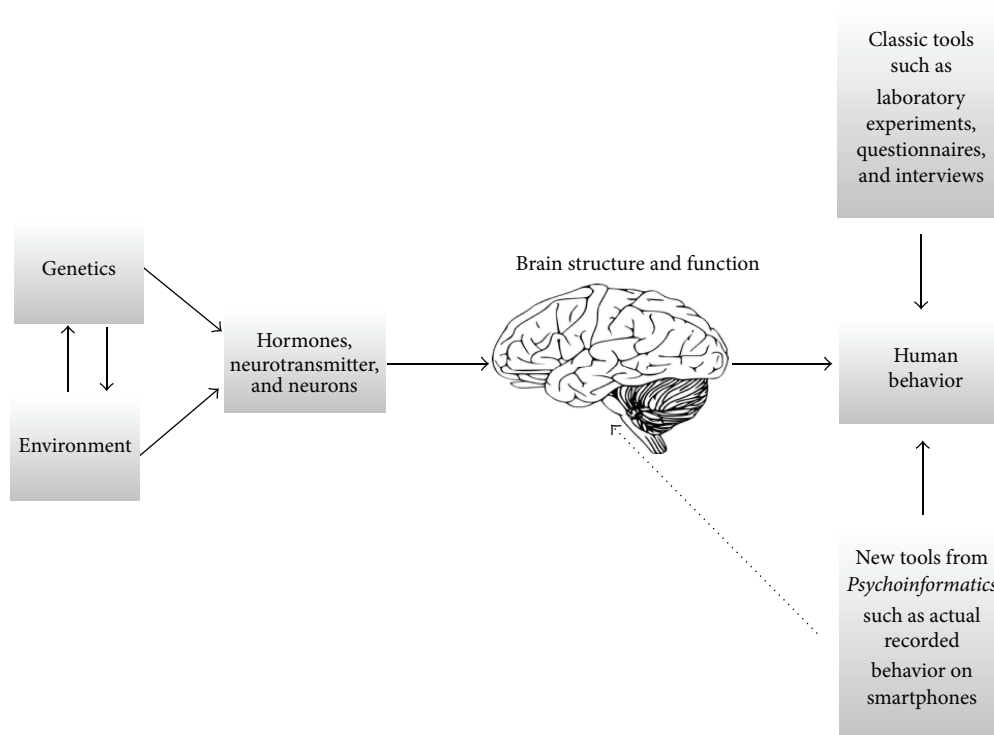 Classic tools
such as
laboratory
experiments,
questionnaires,
and interviews
Genetics
Brain structure and function
Hormones,
neurotransmitter,
and neurons
Human
behavior
Environment
New tools from
Psychoinformatics
such as actual
recorded
behavior on
smartphones